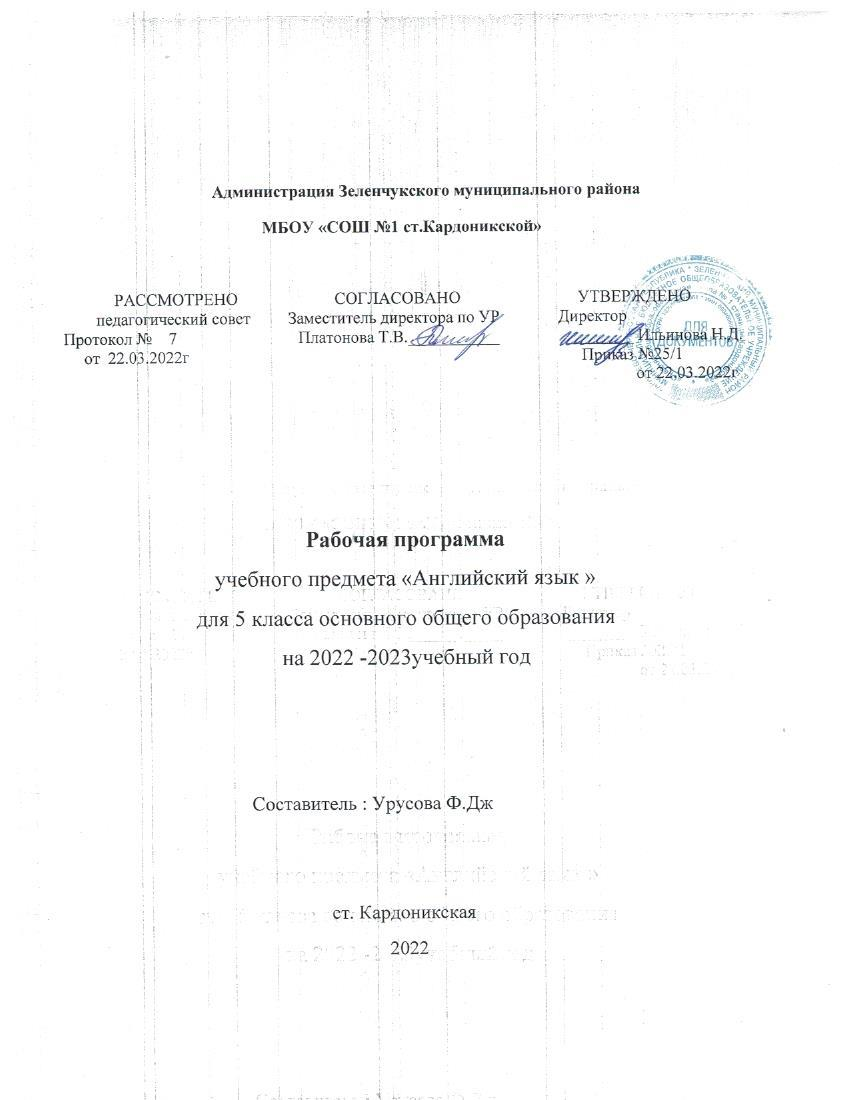 Администрация Зеленчукского муниципального района
МБОУ «СОШ №1 ст.Кардоникской»
РАССМОТРЕНО
педагогический совет
Протокол № 7
от 22.03.2022г
СОГЛАСОВАНО
Заместитель директора по УР
Платонова Т.В.
УТВЕРЖДЕНО
Директор
Ильинова Н.Д.
Приказ №25/1
от 22.03.2022г
ДЛЯ
ДОКУМЕНТОВ
Рабочая программа
учебного предмета «Английский язык »
для 5 класса основного общего образования
на 2022 -2023учебный год
Составитель : Урусова Ф.Дж
ст. Кардоникская
2022